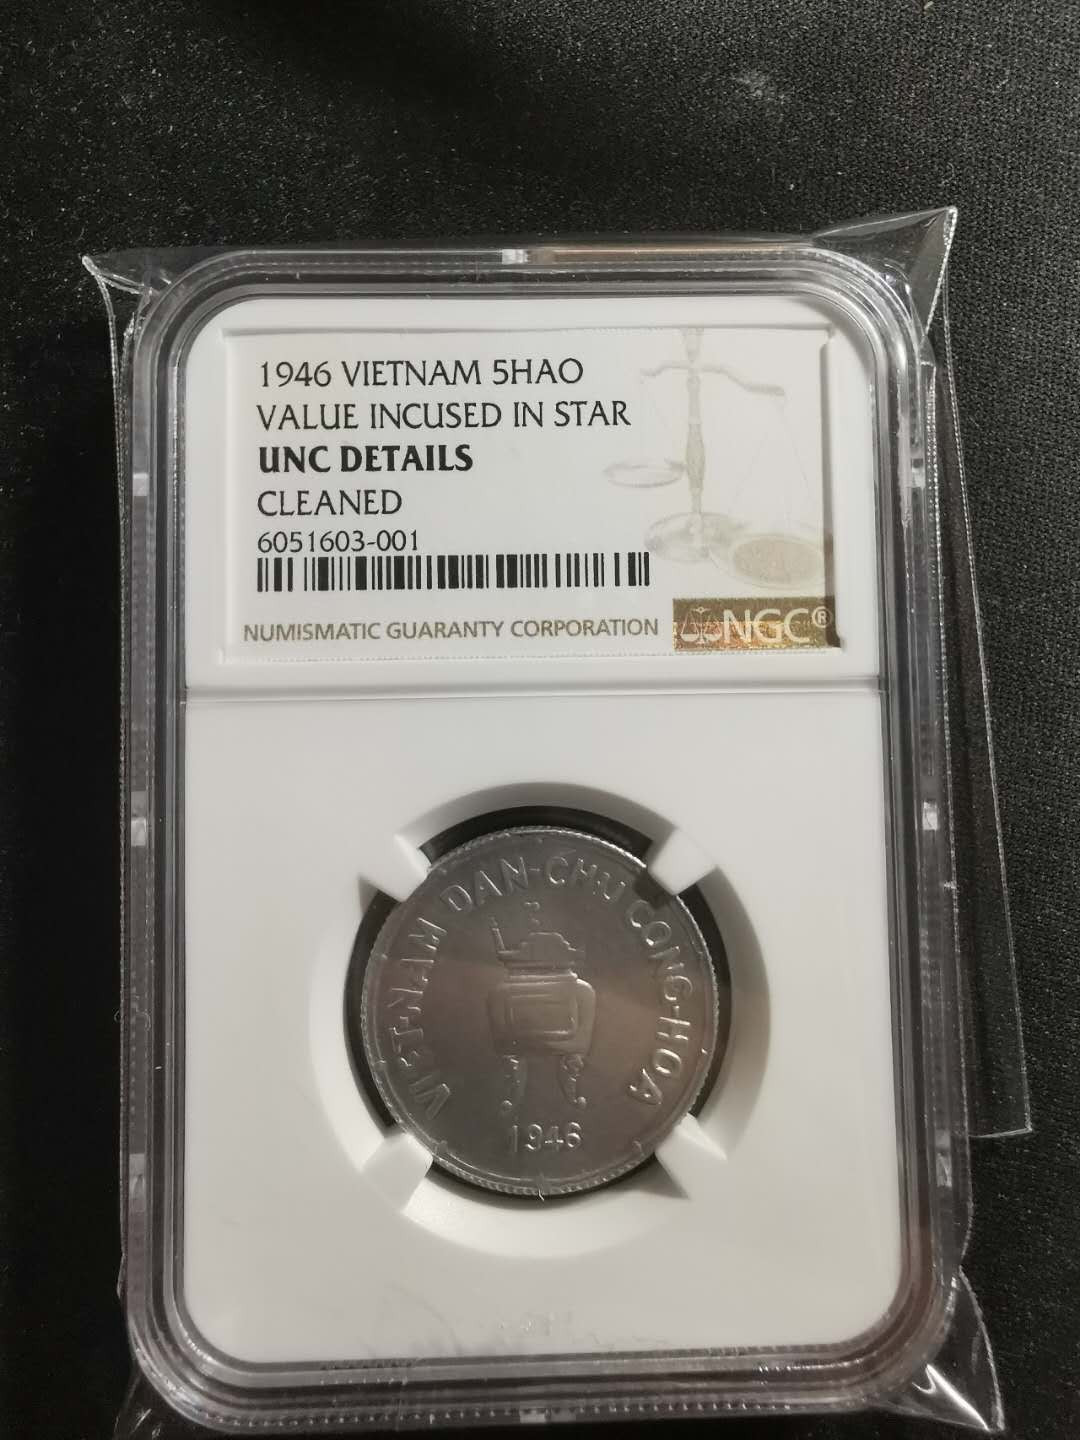 1946 VIETNAM 5HAO
VALUE INCUSED IN STAR
UNC DETAILS
CLEANED
6051603-001
NUMISMATIC GUARANTY CORPORATION
NGC®
VIET-NAM DAN-CHU CONG-HOA
1946